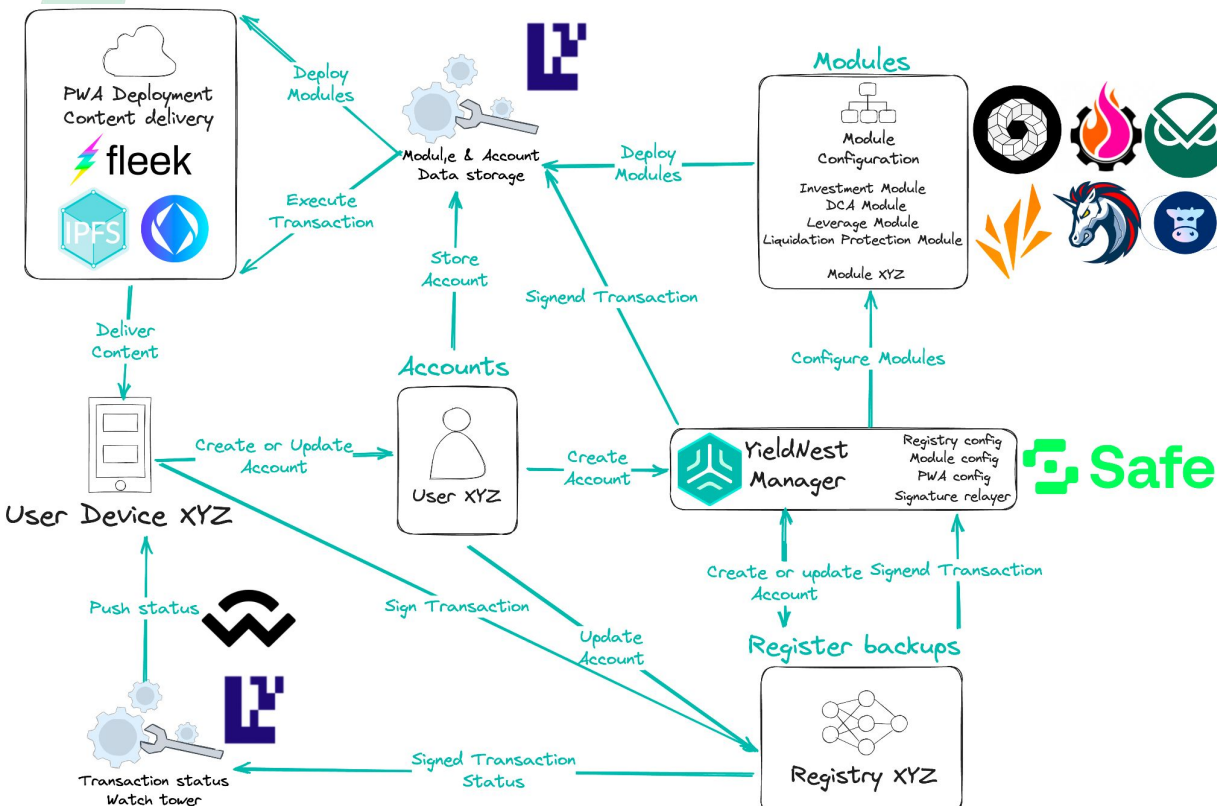 PWA Deployment
Content delivery
fleek
IPFS
Deploy
Modules
Execute
Transaction
Modul,e & Account
Data storage
Deploy
Modules
Modules
Module
Configuration
Investment Module
DCA Module
Leverage Module
Liquidation Protection Module
Module XYZ
Store
Account
Signend Transaction
Configure Modules
Deliver
Content
Accounts
User XYZ
Create or Update
Account
Create
Account
YieldNest
Manager
Registry config
Module config
PWA config
Signature relayer
Safe
User Device XYZ
Push status
Sign Transaction
Update
Account
Create or update
Account
Signend Transaction
Register backups
Registry XYZ
Signed Transaction
Status
Transaction status
Watch tower